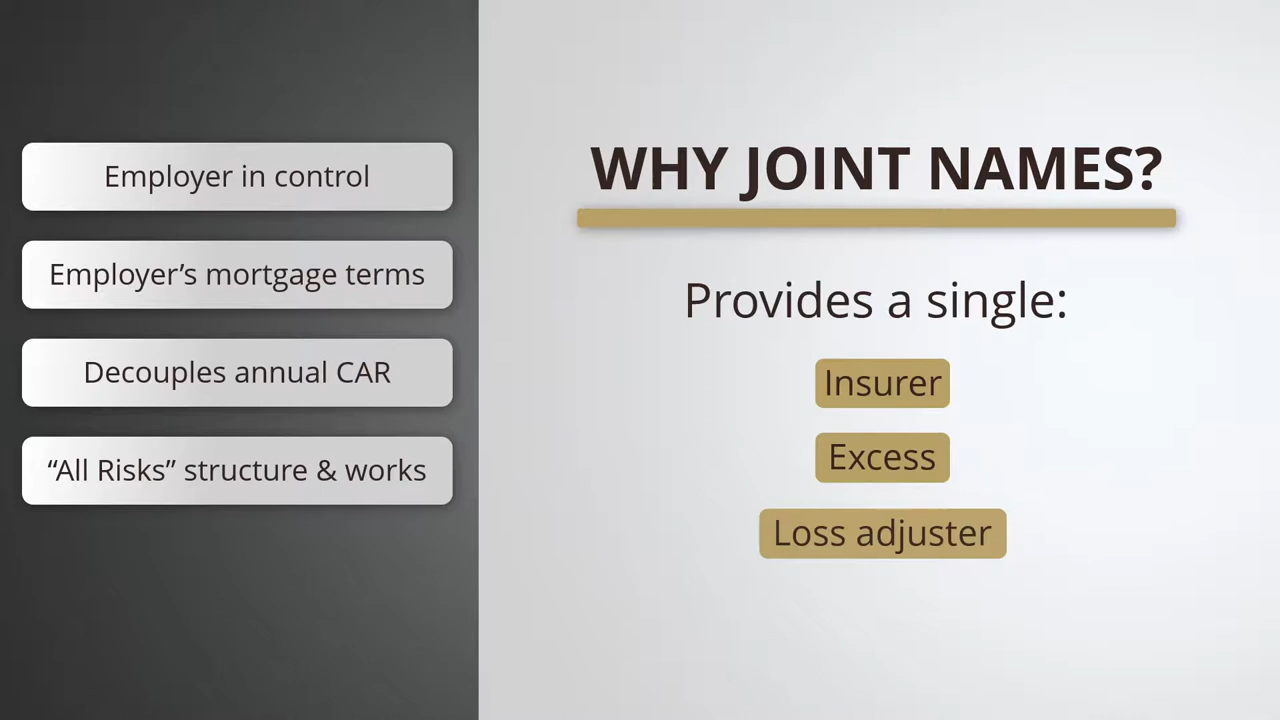 Employer in control
Employer’s mortgage terms
Decouples annual CAR
“All Risks” structure & works
WHY JOINT NAMES?
Provides a single:
Insurer
Excess
Loss adjuster